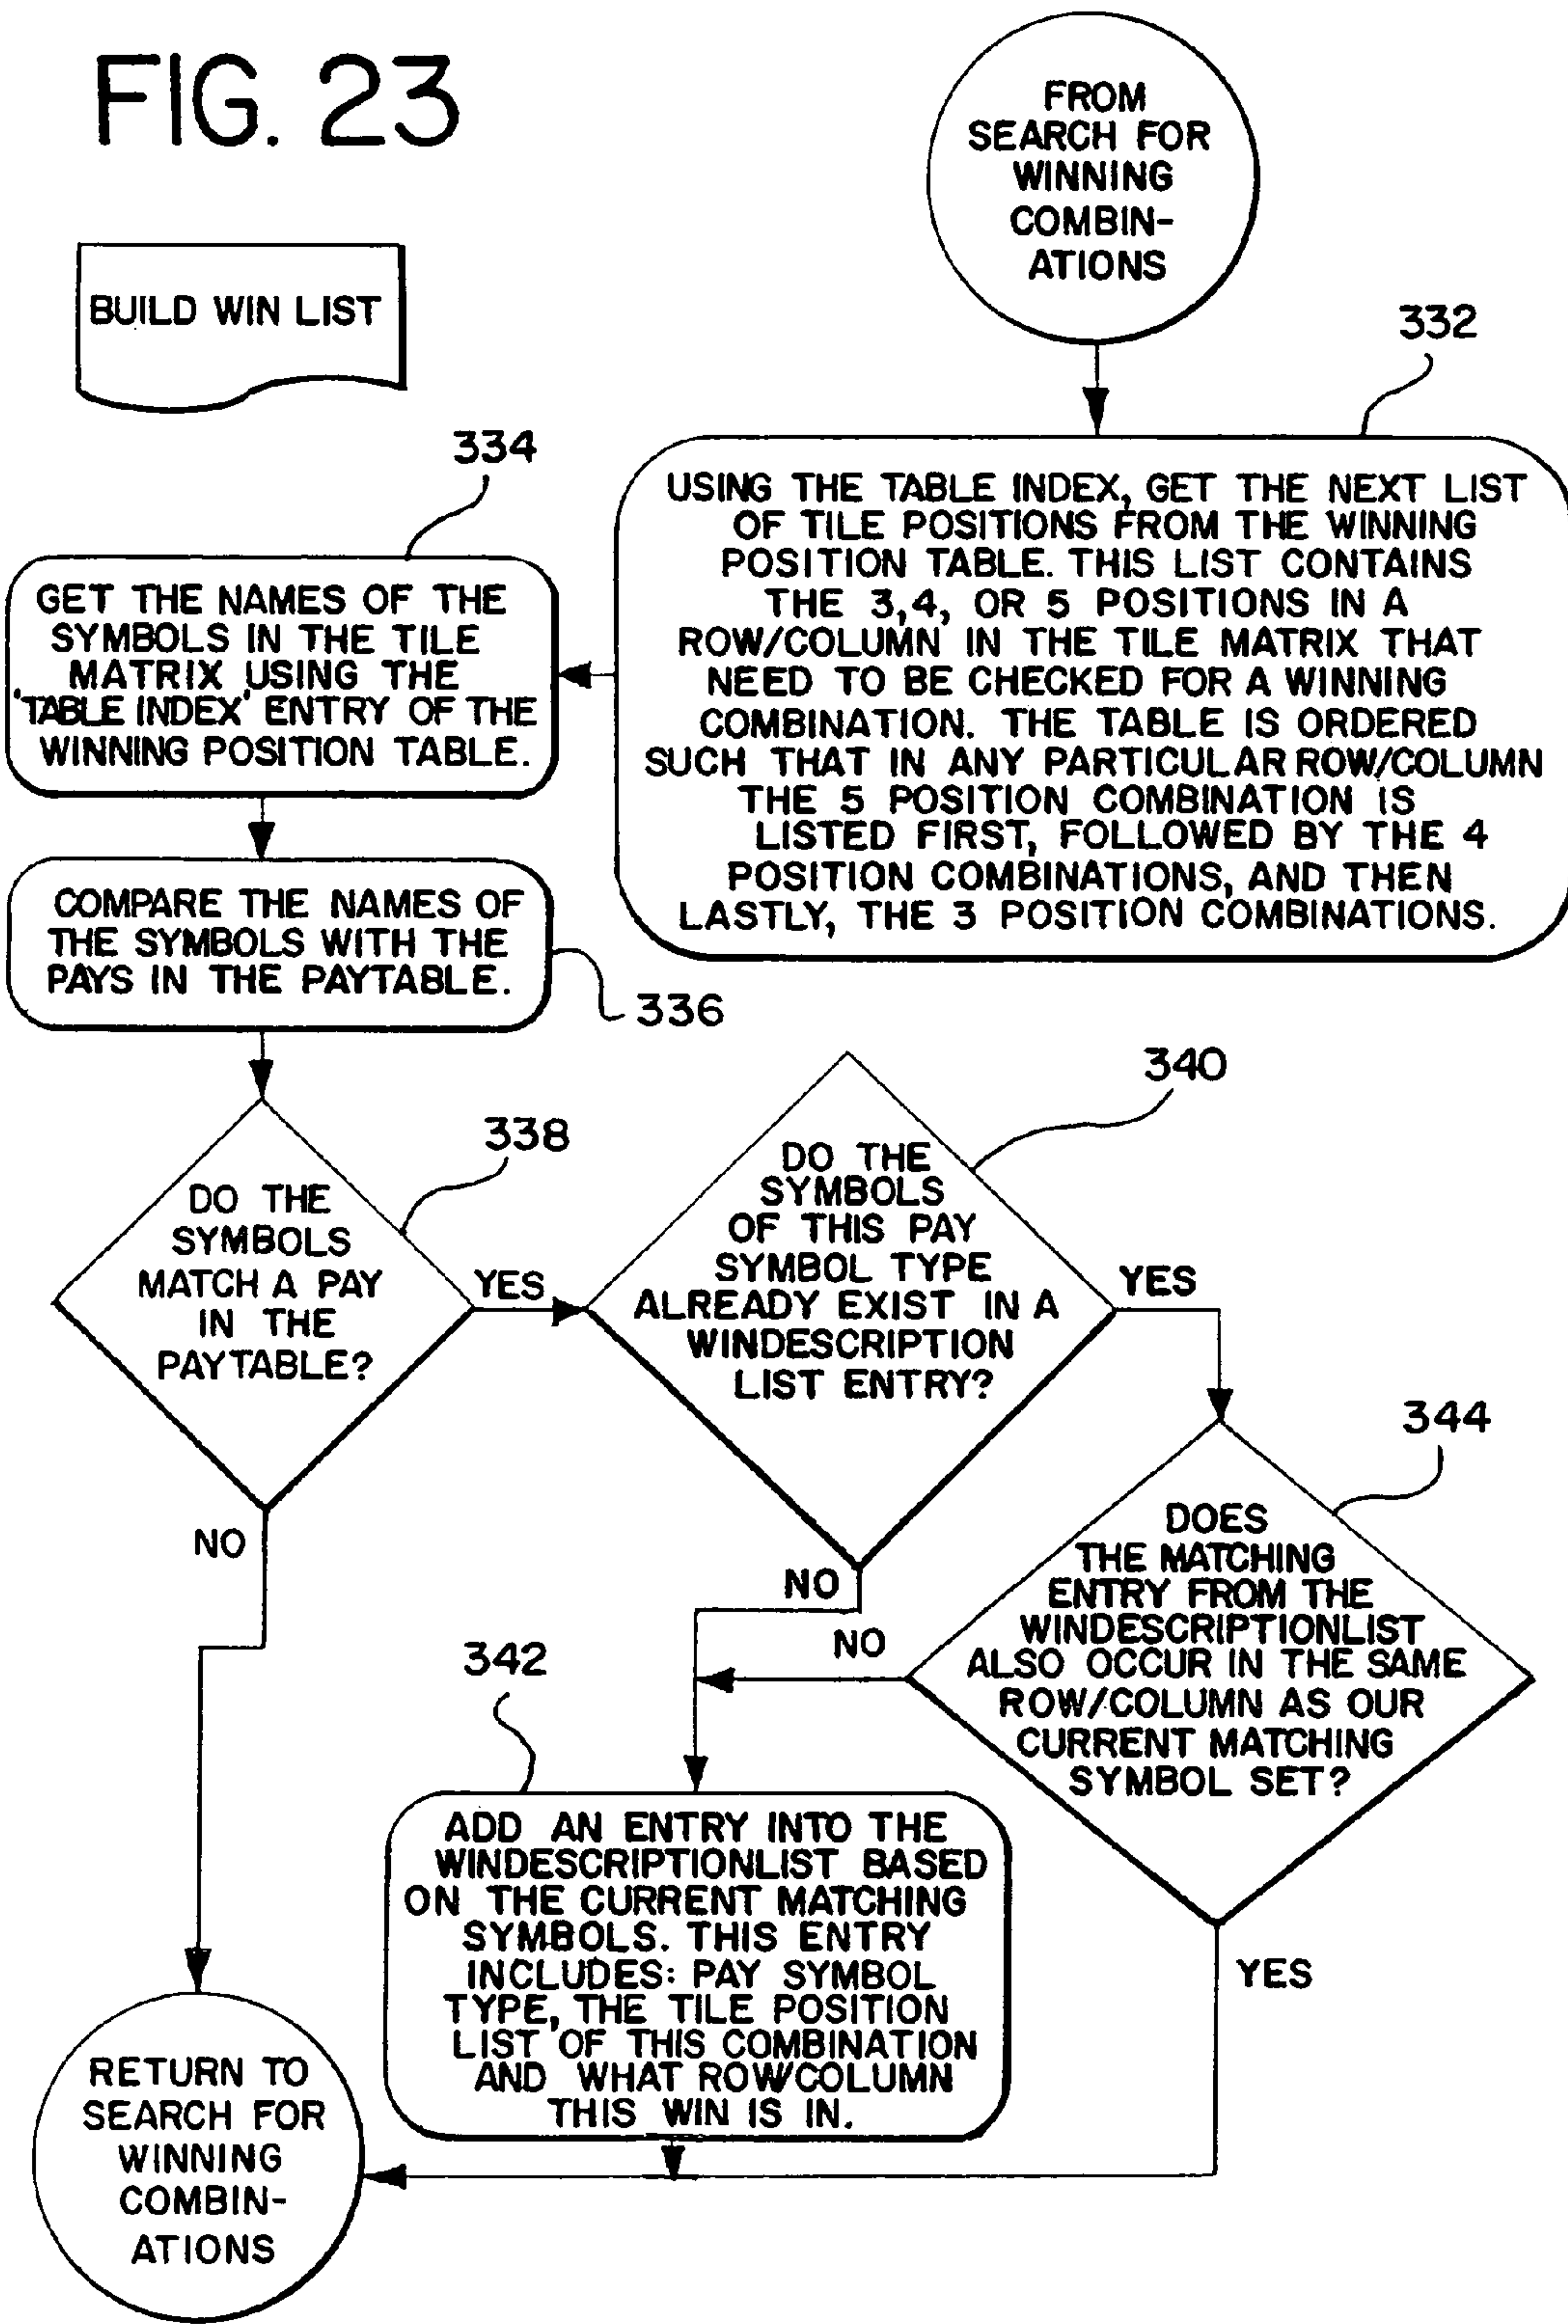 FIG. 23
BUILD WIN LIST
FROM
SEARCH FOR
WINNING
COMBIN-
ATIONS
332
USING THE TABLE INDEX, GET THE NEXT LIST
OF TILE POSITIONS FROM THE WINNING
POSITION TABLE. THIS LIST CONTAINS
THE 3,4, OR 5 POSITIONS IN A
ROW/COLUMN IN THE TILE MATRIX THAT
NEED TO BE CHECKED FOR A WINNING
COMBINATION. THE TABLE IS ORDERED
SUCH THAT IN ANY PARTICULAR ROW/COLUMN
THE 5 POSITION COMBINATION IS
LISTED FIRST, FOLLOWED BY THE 4
POSITION COMBINATIONS, AND THEN
LASTLY, THE 3 POSITION COMBINATIONS.
334
GET THE NAMES OF THE
SYMBOLS IN THE TILE
MATRIX USING THE
'TABLE INDEX' ENTRY OF THE
WINNING POSITION TABLE.
COMPARE THE NAMES OF
THE SYMBOLS WITH THE
PAYS IN THE PAYTABLE.
336
338
DO THE
SYMBOLS
MATCH A PAY
IN THE
PAYTABLE?
YES
NO
340
DO THE
SYMBOLS
OF THIS PAY
SYMBOL TYPE
ALREADY EXIST IN A
WINDESCRIPTION
LIST ENTRY?
YES
NO
344
DOES
THE MATCHING
ENTRY FROM THE
WINDESCRIPTIONLIST
ALSO OCCUR IN THE SAME
ROW/COLUMN AS OUR
CURRENT MATCHING
SYMBOL SET?
NO
YES
342
ADD AN ENTRY INTO THE
WINDESCRIPTIONLIST BASED
ON THE CURRENT MATCHING
SYMBOLS. THIS ENTRY
INCLUDES: PAY SYMBOL
TYPE, THE TILE POSITION
LIST OF THIS COMBINATION
AND WHAT ROW/COLUMN
THIS WIN IS IN.
RETURN TO
SEARCH FOR
WINNING
COMBIN-
ATIONS